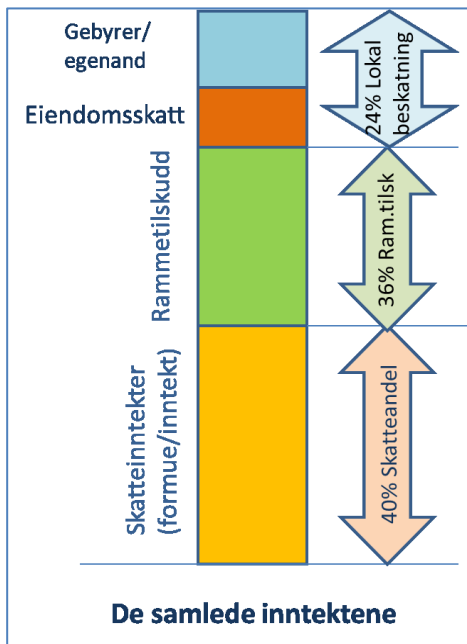 Gebyrer/
egenand
Eiendomsskatt
24% Lokal
beskatning
Rammetilskudd
36% Ram.tilsk
Skatteinntekter
(formue/inntekt)
40% Skatteandel
De samlede inntektene